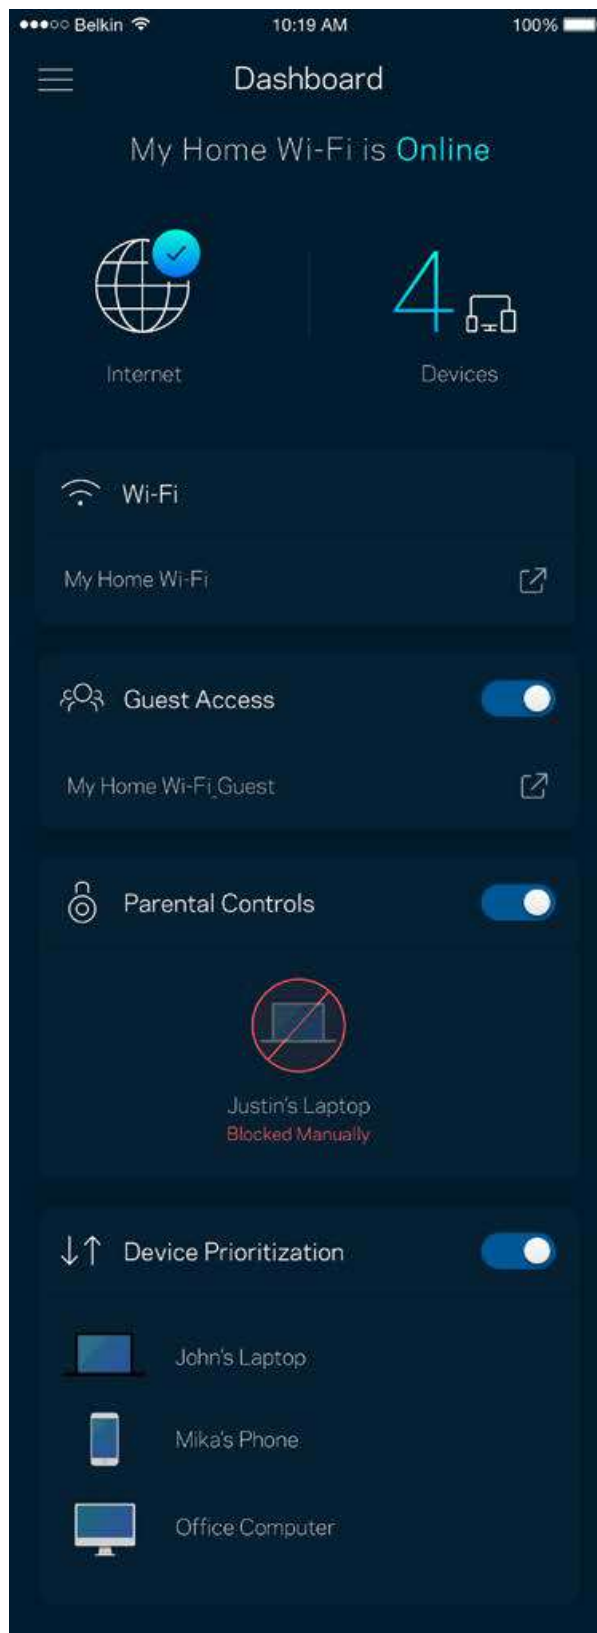 Belkin 10:19 AM 100%
Dashboard
My Home Wi-Fi is Online
4
Internet Devices
Wi-Fi
My Home Wi-Fi
Guest Access
My Home Wi-Fi_Guest
Parental Controls
Justin's Laptop
Blocked Manually
Device Prioritization
John's Laptop
Mika's Phone
Office Computer